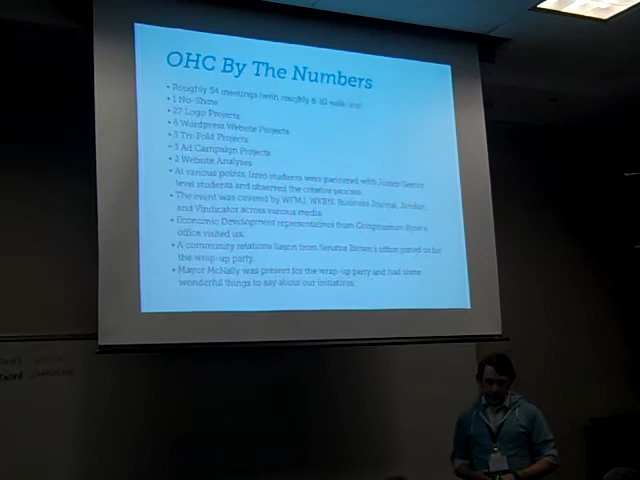 OHC By The Numbers
• Roughly 54 meetings (with roughly 8-10 walk-ins)
• 1 No-Show
• 27 Logo Projects
• 6 Wordpress Website Projects
• 3 Tri-Fold Projects
• 3 Ad Campaign Projects
• 2 Website Analyses
• At various points, Intro students were partnered with Junior/Senior
level students and observed the creative process.
• The event was covered by WFMJ, WKBN, Business Journal, Jambar,
and Vindicator across various media.
• Economic Development representatives from Congressman Ryan's
office visited us.
• A community relations liaison from Senator Brown's office joined us for
the wrap-up party.
• Mayor McNally was present for the wrap-up party and had some
wonderful things to say about our initiatives.